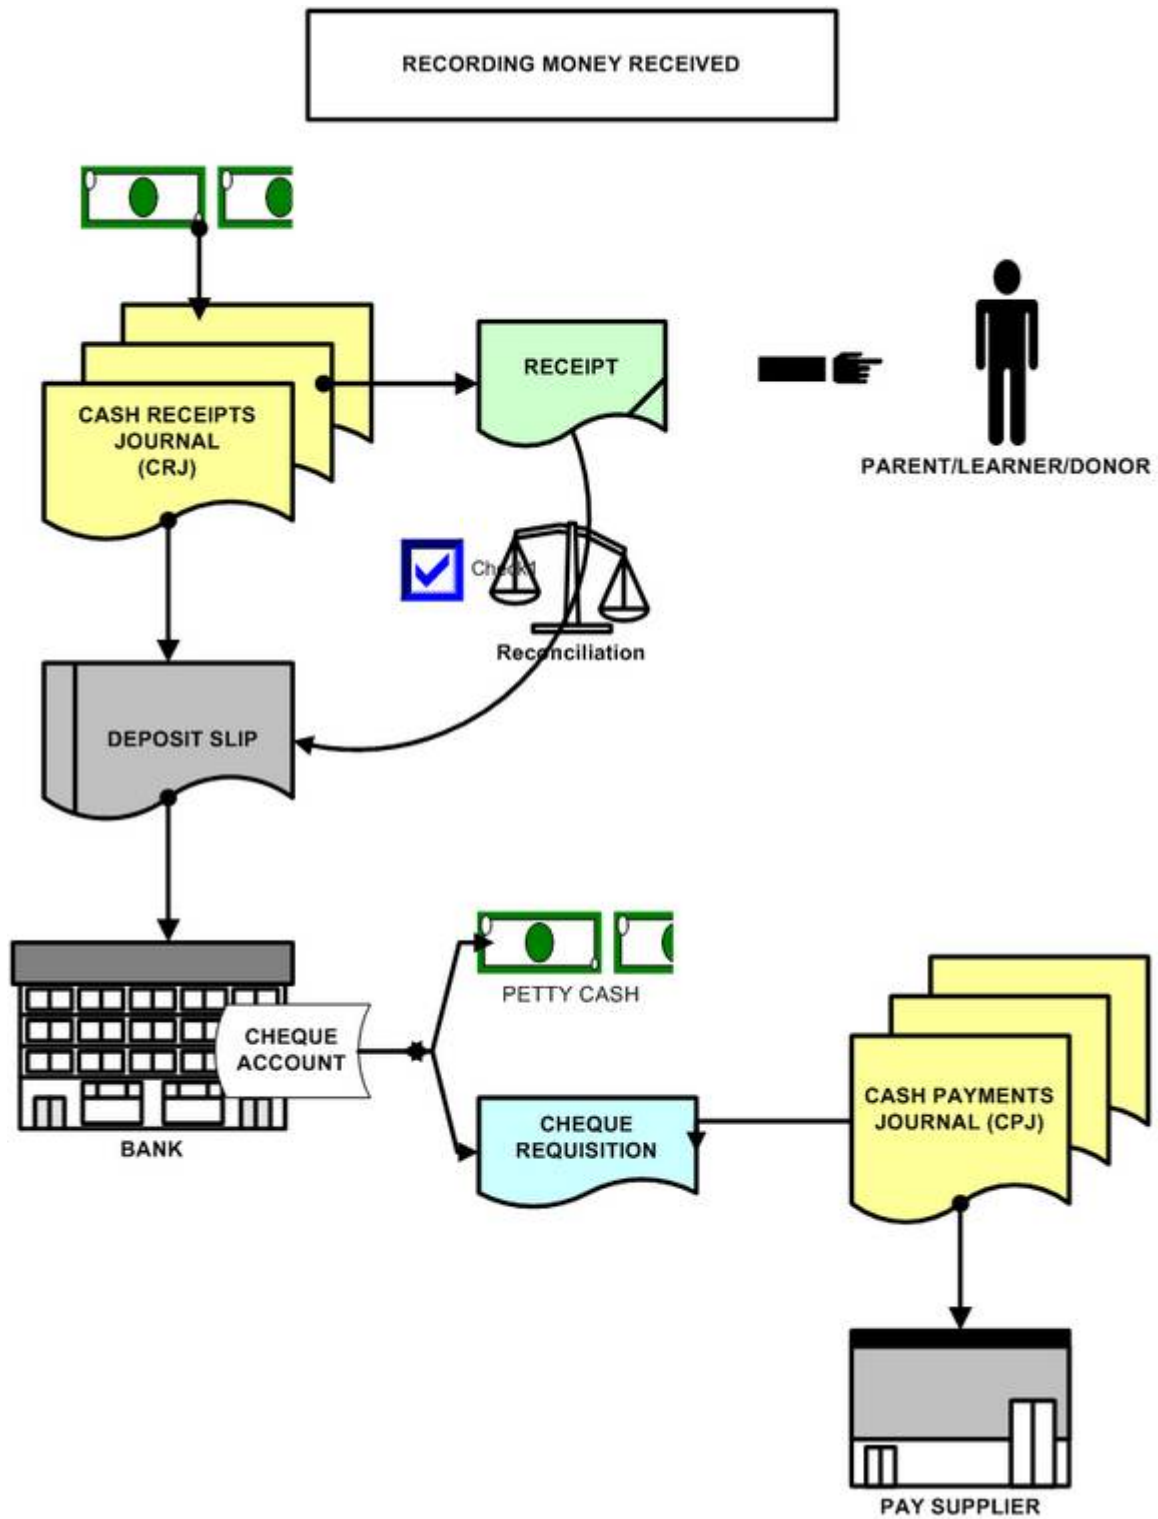 RECORDING MONEY RECEIVED
RECEIPT
CASH RECEIPTS
JOURNAL
(CRJ)
PARENT/LEARNER/DONOR
Check1
Reconciliation
DEPOSIT SLIP
PETTY CASH
CHEQUE
ACCOUNT
BANK
CHEQUE
REQUISITION
CASH PAYMENTS
JOURNAL (CPJ)
PAY SUPPLIER